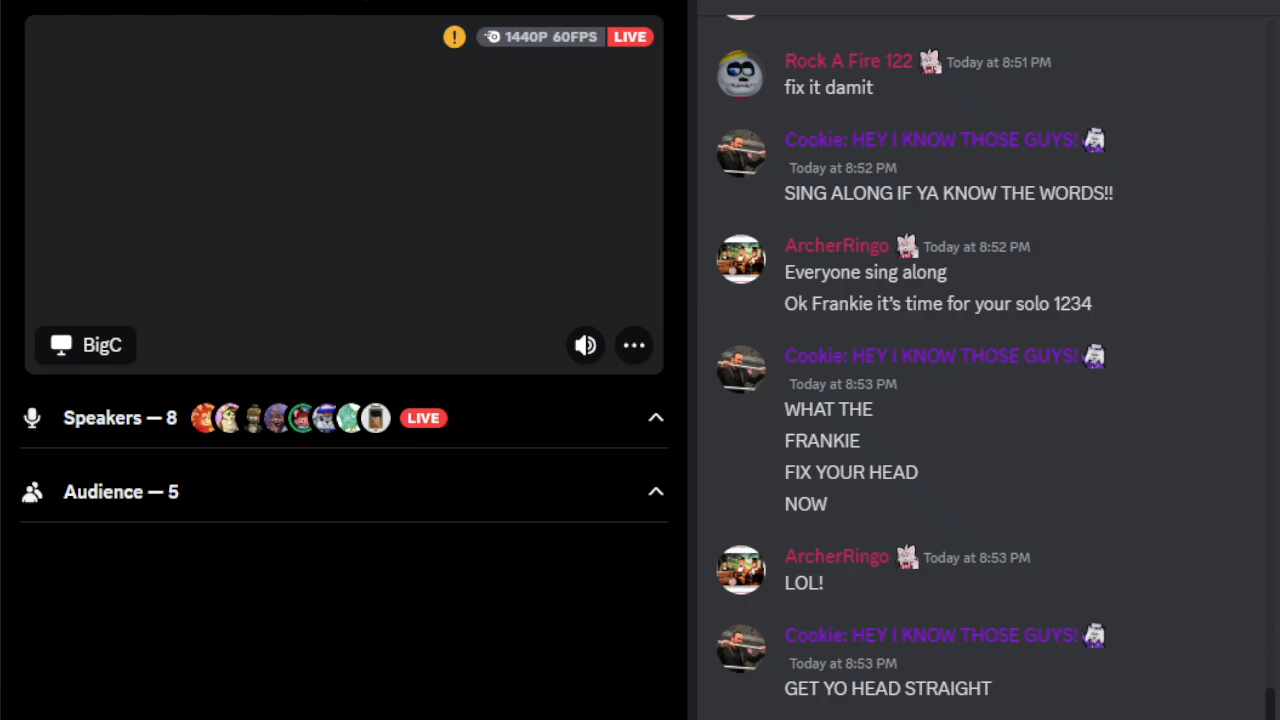 1440P 60FPS LIVE
BigC
Speakers — 8 LIVE
Audience — 5
Rock A Fire 122 Today at 8:51 PM
fix it damit
Cookie: HEY I KNOW THOSE GUYS!
Today at 8:52 PM
SING ALONG IF YA KNOW THE WORDS!!
ArcherRingo Today at 8:52 PM
Everyone sing along
Ok Frankie it's time for your solo 1234
Cookie: HEY I KNOW THOSE GUYS!
Today at 8:53 PM
WHAT THE
FRANKIE
FIX YOUR HEAD
NOW
ArcherRingo Today at 8:53 PM
LOL!
Cookie: HEY I KNOW THOSE GUYS!
Today at 8:53 PM
GET YO HEAD STRAIGHT